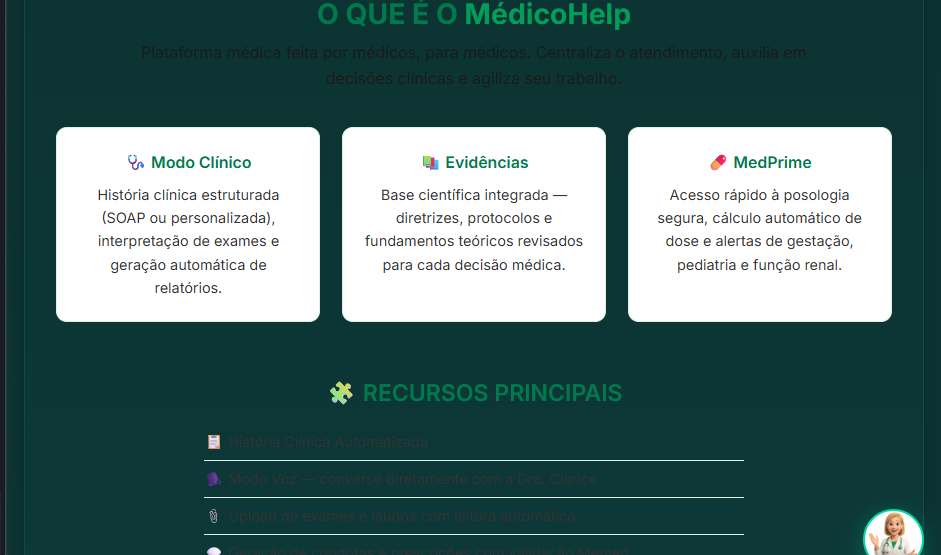 O QUE É O MédicoHelp
Plataforma médica feita por médicos, para médicos. Centraliza o atendimento, auxilia em
decisões clínicas e agiliza seu trabalho.
Modo Clínico
História clínica estruturada
(SOAP ou personalizada),
interpretação de exames e
geração automática de
relatórios.
Evidências
Base científica integrada —
diretrizes, protocolos e
fundamentos teóricos revisados
para cada decisão médica.
MedPrime
Acesso rápido à posologia
segura, cálculo automático de
dose e alertas de gestação,
pediatria e função renal.
RECURSOS PRINCIPAIS
História Clínica Automatizada
Modo Voz — converse diretamente com a Dra. Clarice
Upload de exames e laudos com leitura automática
Geração de condutas e